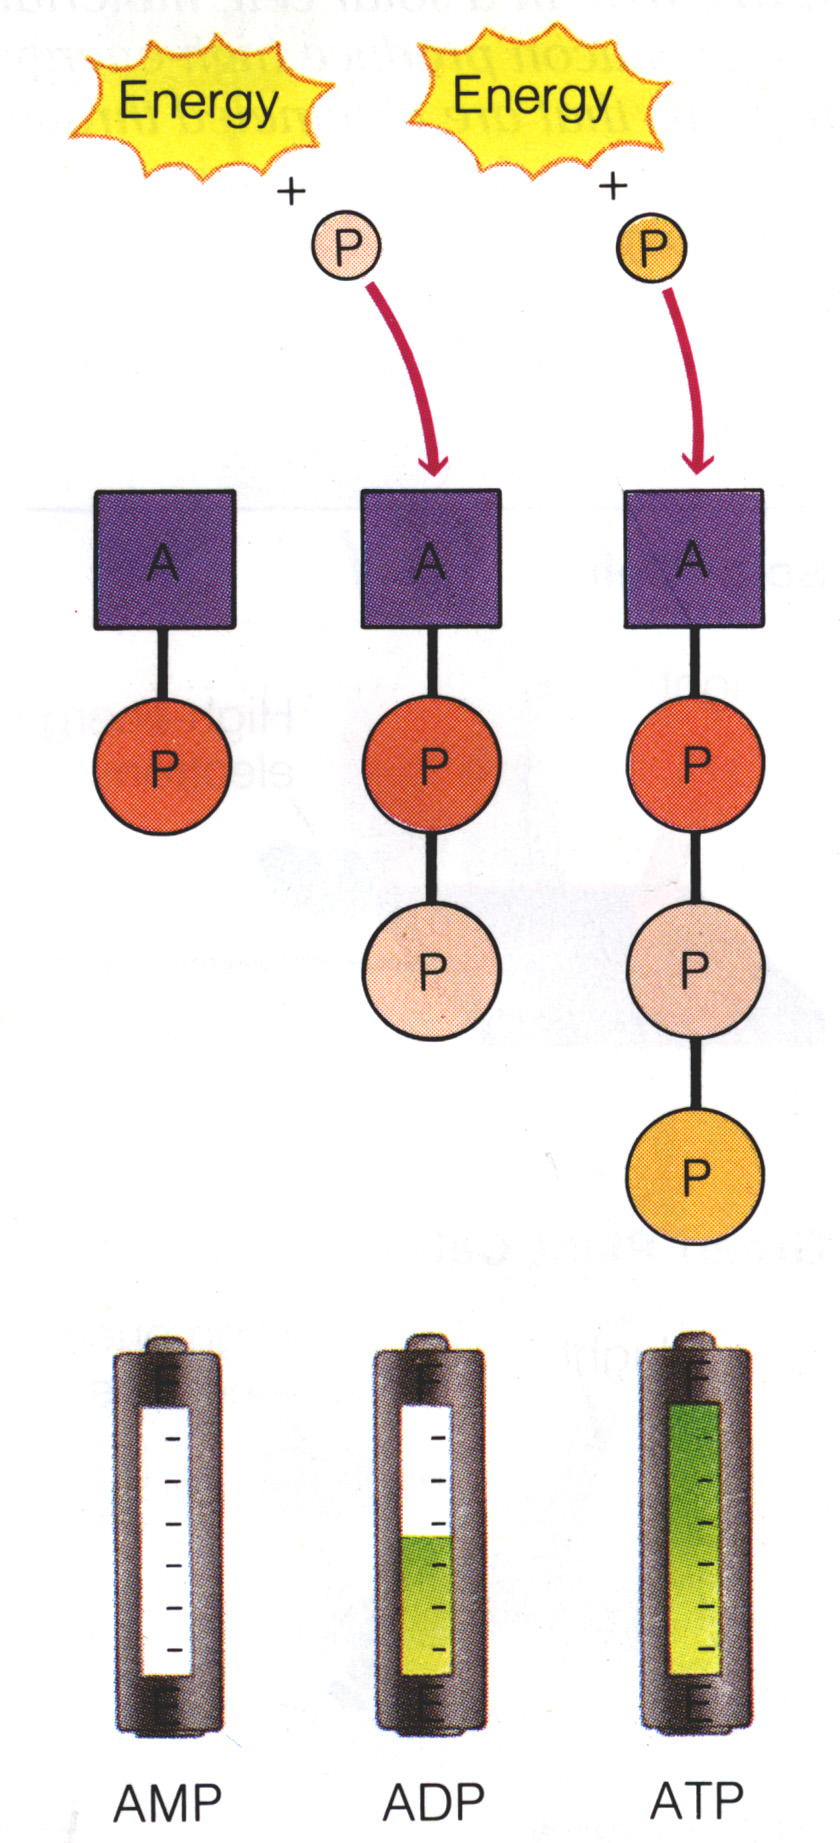 Energy Energy
+ +
P P
A A A
P P P
P P
P
F F F
E E E
AMP ADP ATP